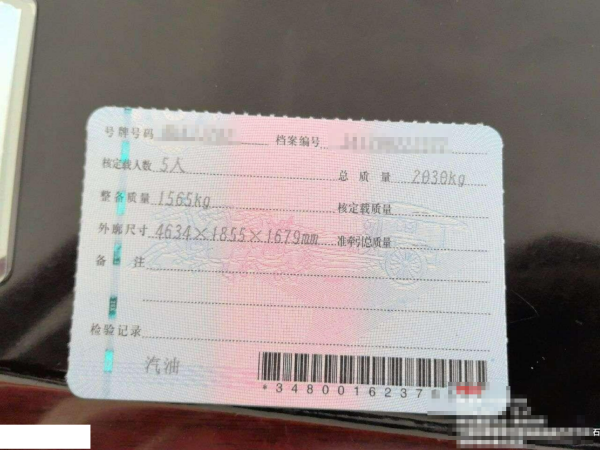 号牌号码 档案编号
核定载人数 5人 总质量 2030kg
整备质量 1565kg 核定载质量
外廓尺寸 4634×1855×1679mm 准牵引总质量
备注
检验记录
汽油
*3480016237
石